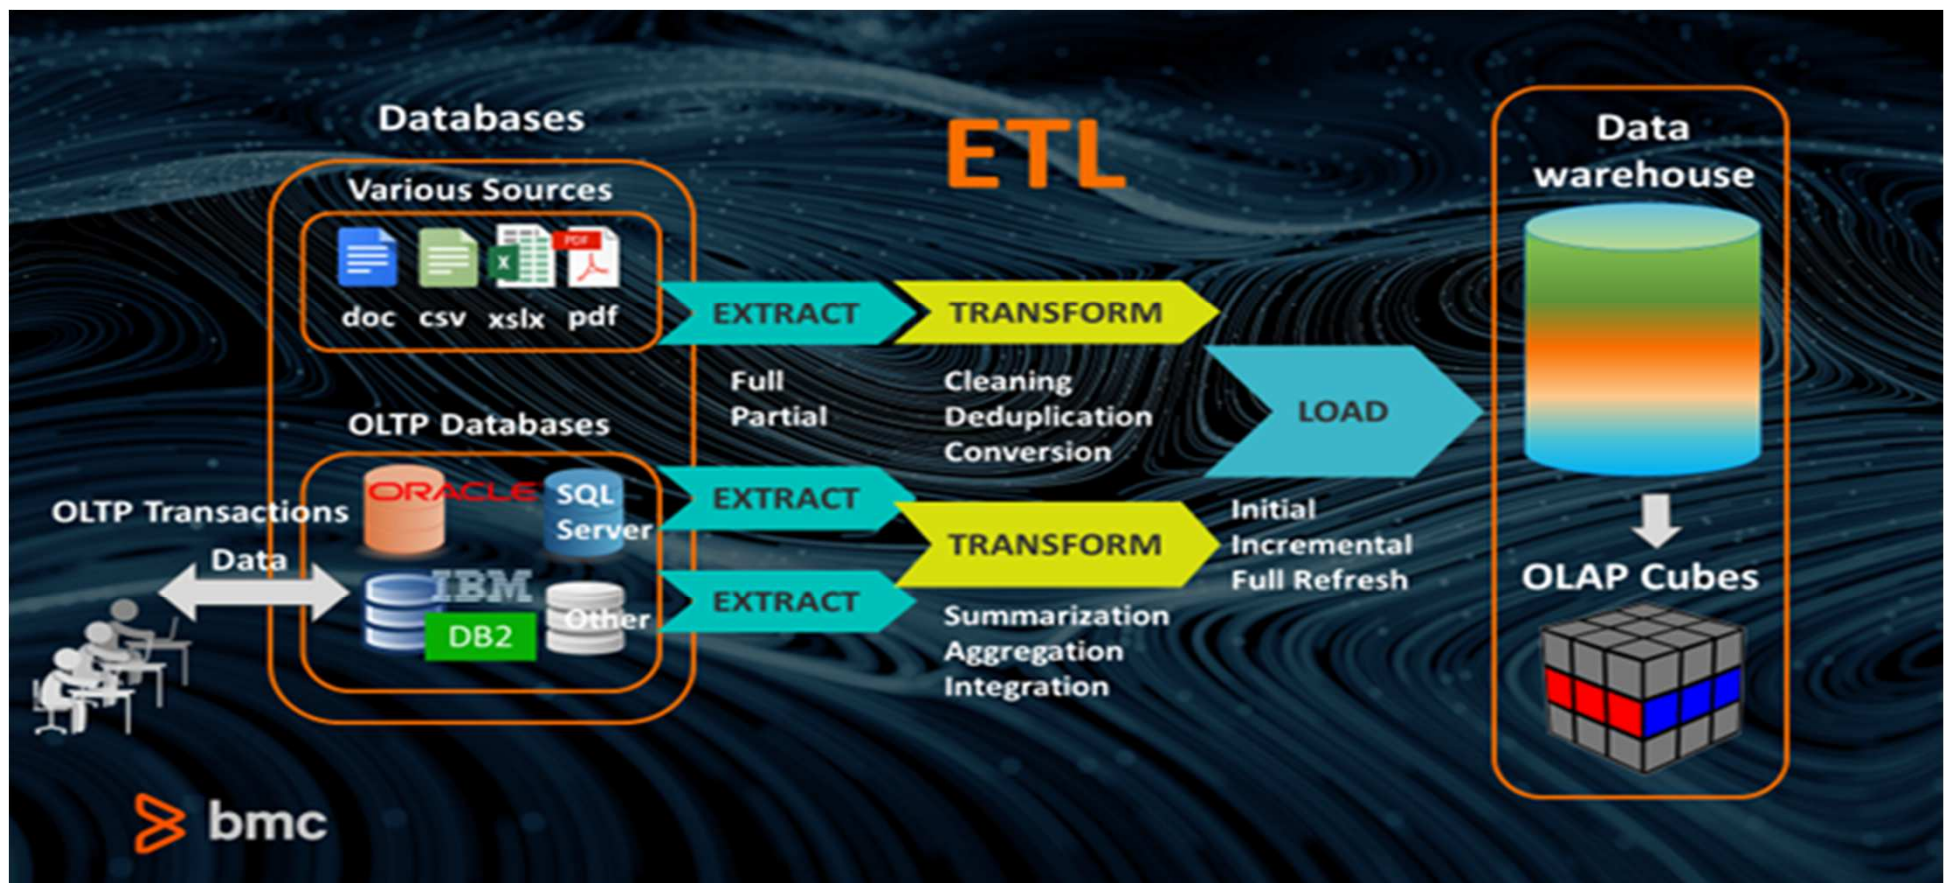 Databases
ETL
Data
warehouse
Various Sources
PDF
X
doc csv xslx pdf
EXTRACT
TRANSFORM
Full
Partial
Cleaning
Deduplication
Conversion
LOAD
OLTP Databases
ORACLE
SQL
Server
OLTP Transactions
Data
IBM
DB2
Other
EXTRACT
EXTRACT
TRANSFORM
Summarization
Aggregation
Integration
Initial
Incremental
Full Refresh
OLAP Cubes
bmc